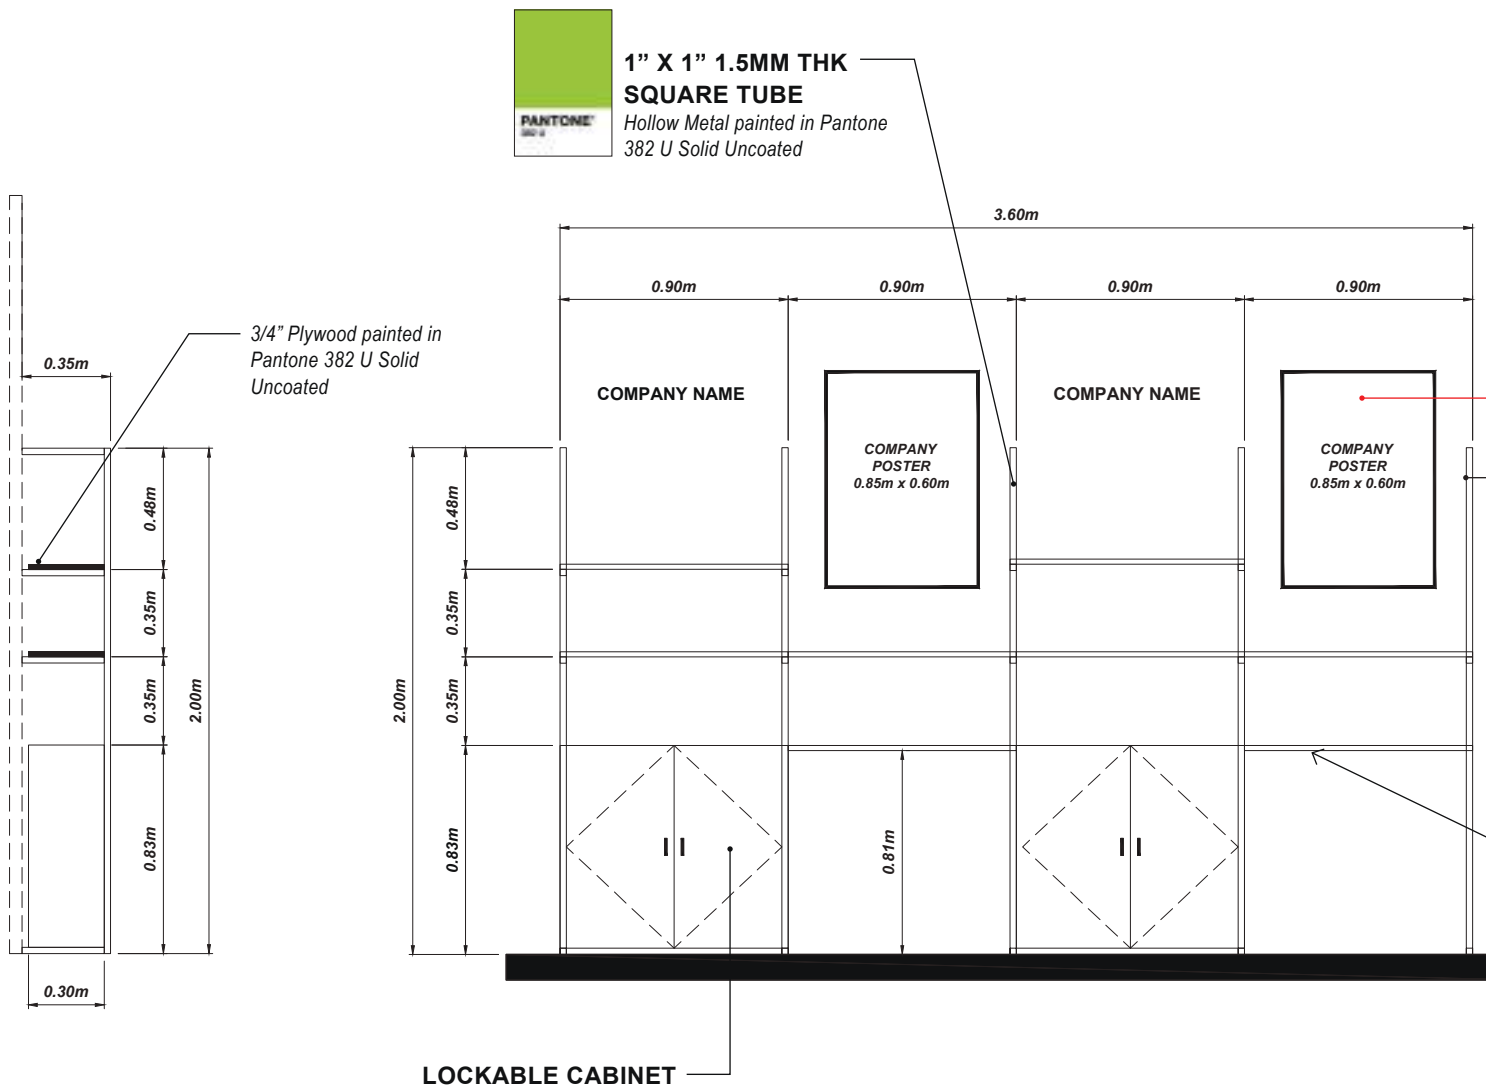 1” X 1” 1.5MM THK
SQUARE TUBE
Hollow Metal painted in Pantone
382 U Solid Uncoated
PANTONE®
382 U
3.60m
0.90m
0.90m
0.90m
0.90m
3/4” Plywood painted in
Pantone 382 U Solid
Uncoated
0.35m
COMPANY NAME
COMPANY NAME
COMPANY
POSTER
0.85m x 0.60m
COMPANY
POSTER
0.85m x 0.60m
0.48m
0.35m
0.35m
0.83m
2.00m
2.00m
0.48m
0.35m
0.35m
0.83m
0.81m
0.30m
LOCKABLE CABINET